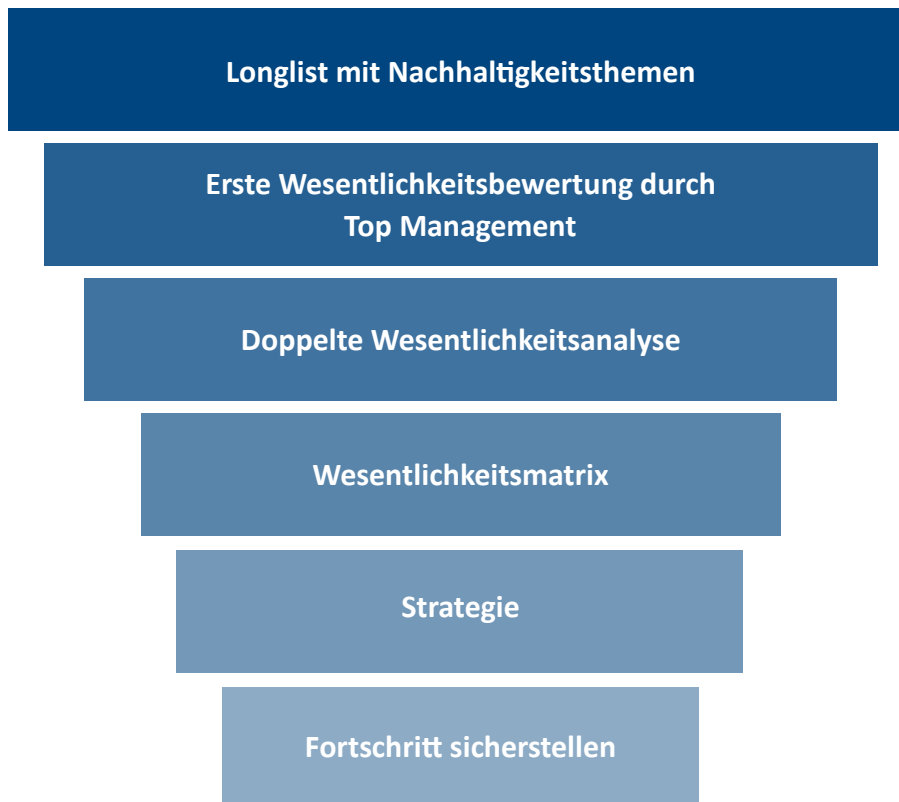 Longlist mit Nachhaltigkeitsthemen
Erste Wesentlichkeitsbewertung durch
Top Management
Doppelte Wesentlichkeitsanalyse
Wesentlichkeitsmatrix
Strategie
Fortschritt sicherstellen